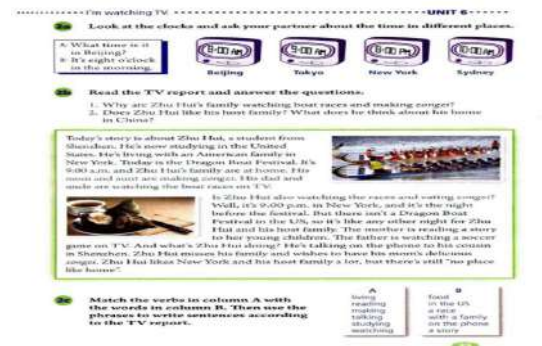 I'm watching TV.
UNIT 6
2a Look at the clocks and ask your partner about the time in different places.
A: What time is it
in Beijing?
B: It's eight o'clock
in the morning.
Beijing
Tokyo
New York
Sydney
2b Read the TV report and answer the questions.
1. Why are Zhu Hui's family watching boat races and making zongzi?
2. Does Zhu Hui like his host family? What does he think about his home
in China?
Today's story is about Zhu Hui, a student from
Shenzhen. He's now studying in the United
States. He's living with an American family in
New York. Today is the Dragon Boat Festival. It's
9:00 a.m. and Zhu Hui's family are at home. His
mom and aunt are making zongzi. His dad and
uncle are watching the boat races on TV.
Is Zhu Hui also watching the races and eating zongzi?
Well, it's 9:00 p.m. in New York, and it's the night
before the festival. But there isn't a Dragon Boat
Festival in the US, so it's like any other night for Zhu
Hui and his host family. The mother is reading a story
to her young children. The father is watching a soccer
game on TV. And what's Zhu Hui doing? He's talking on the phone to his cousin
in Shenzhen. Zhu Hui misses his family and wishes to have his mom's delicious
zongzi. Zhu Hui likes New York and his host family a lot, but there's still "no place
like home".
2c Match the verbs in column A with
the words in column B. Then use the
phrases to write sentences according
to the TV report.
A
living
reading
making
talking
studying
watching
B
food
in the US
a race
with a family
on the phone
a story